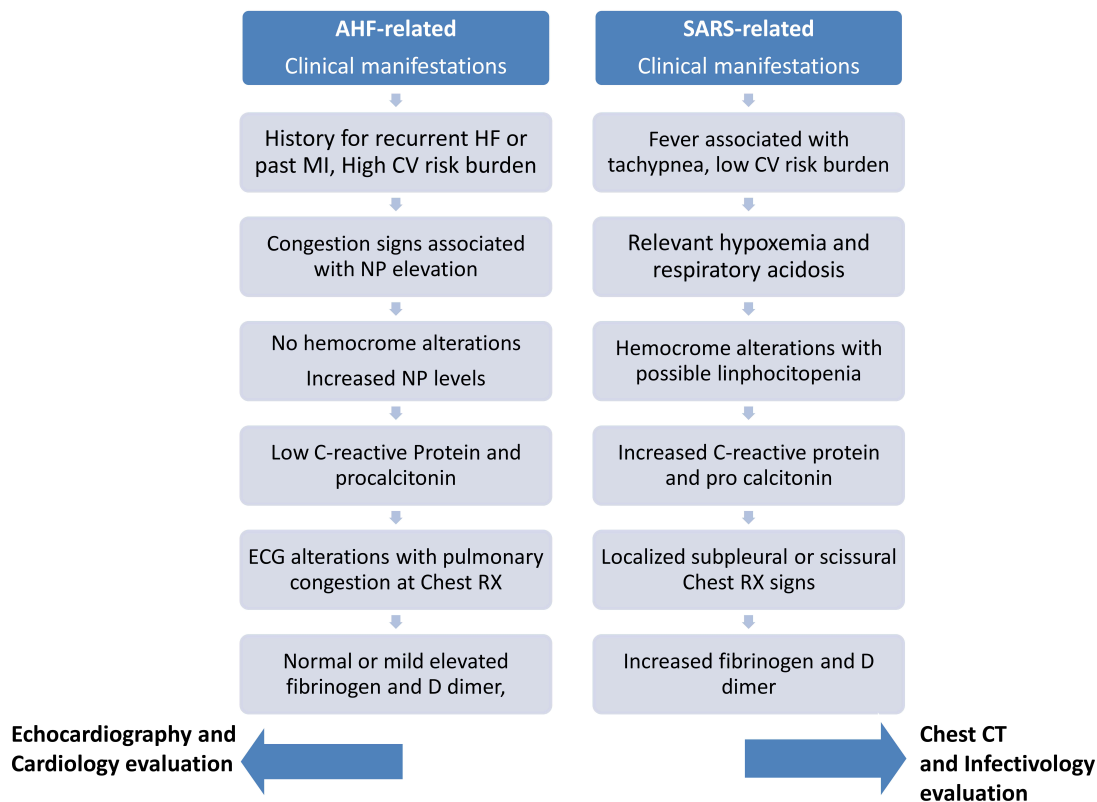 AHF-related
Clinical manifestations
History for recurrent HF or
past MI, High CV risk burden
Congestion signs associated
with NP elevation
No hemocrome alterations
Increased NP levels
Low C-reactive Protein and
procalcitonin
ECG alterations with pulmonary
congestion at Chest RX
Normal or mild elevated
fibrinogen and D dimer,
Echocardiography and
Cardiology evaluation
SARS-related
Clinical manifestations
Fever associated with
tachypnea, low CV risk burden
Relevant hypoxemia and
respiratory acidosis
Hemocrome alterations with
possible linphocitopenia
Increased C-reactive protein
and pro calcitonin
Localized subpleural or scissural
Chest RX signs
Increased fibrinogen and D
dimer
Chest CT
and Infectivology
evaluation